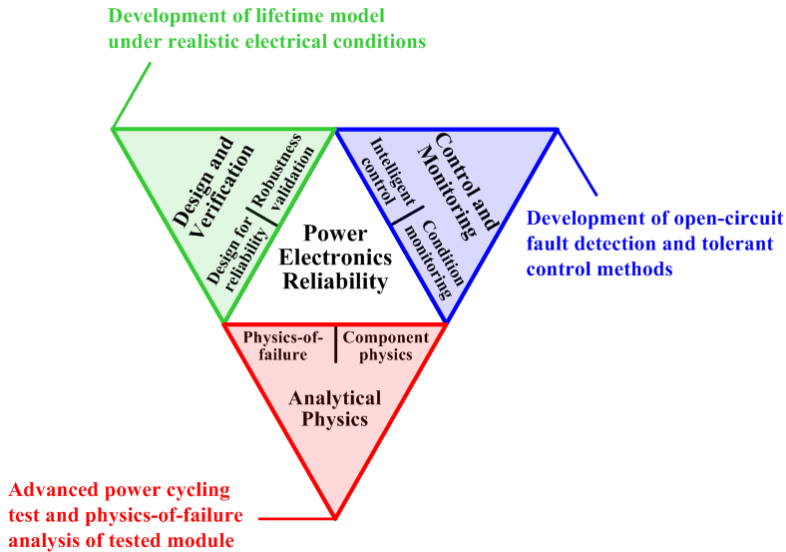 Development of lifetime model
under realistic electrical conditions
Design and
Verification
Robustness
validation
Design for
reliability
Intelligent
control
Control and
Monitoring
Condition
monitoring
Power
Electronics
Reliability
Development of open-circuit
fault detection and tolerant
control methods
Physics-of-
failure
Component
physics
Analytical
Physics
Advanced power cycling
test and physics-of-failure
analysis of tested module